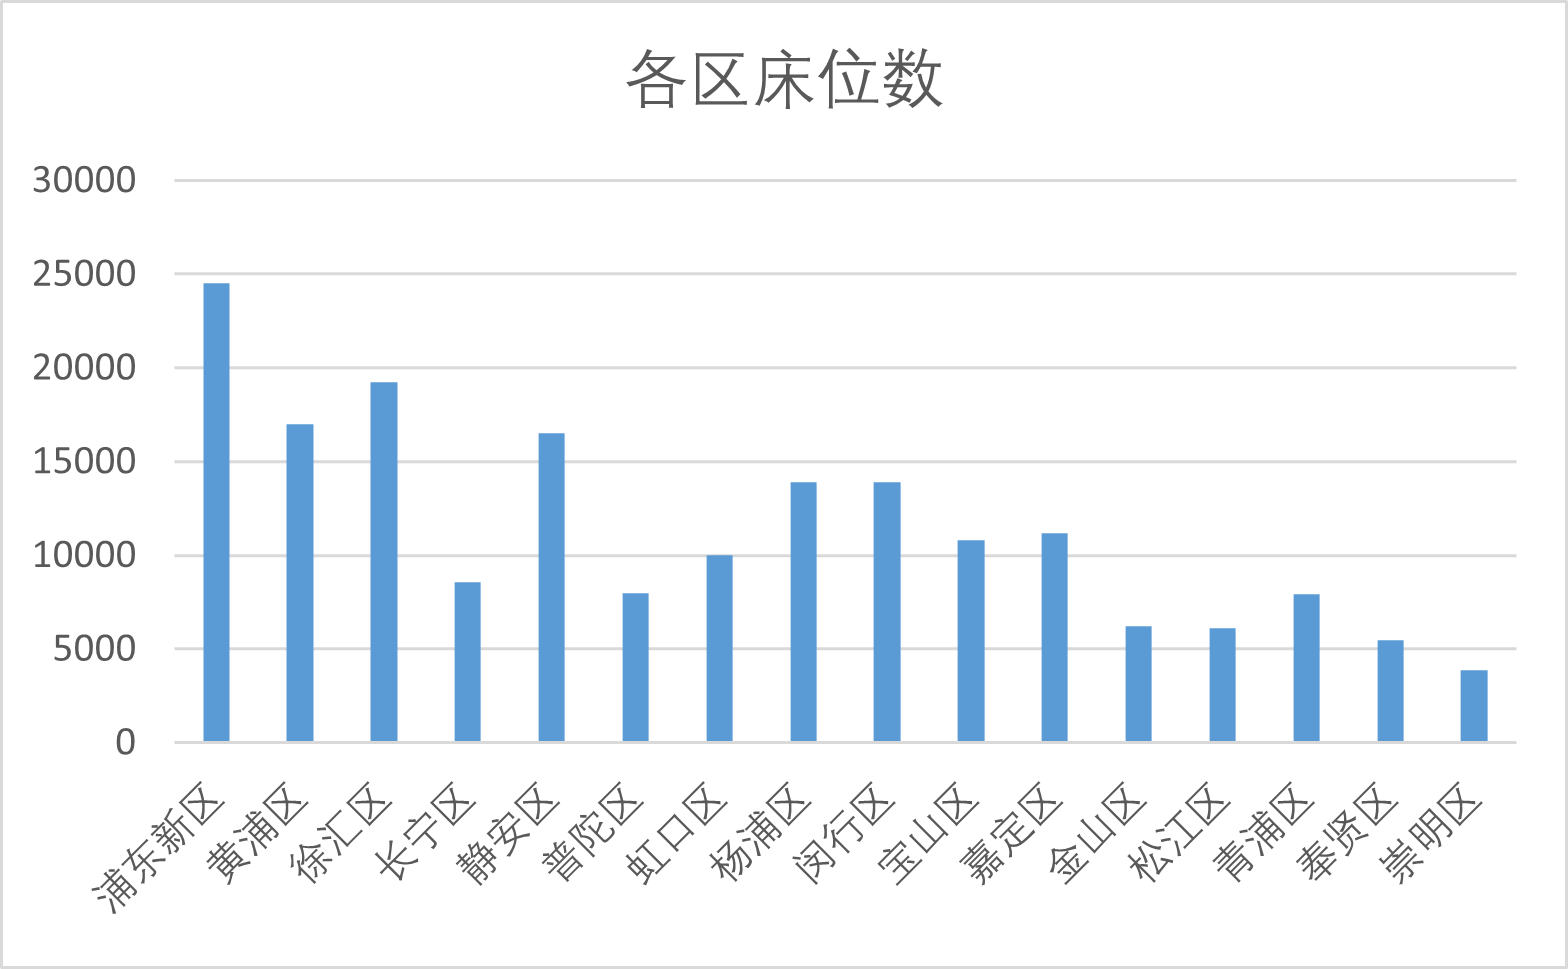 各区床位数
30000
25000
20000
15000
10000
5000
0
浦东新区
黄浦区
徐汇区
长宁区
静安区
普陀区
虹口区
杨浦区
闵行区
宝山区
嘉定区
金山区
松江区
青浦区
奉贤区
崇明区